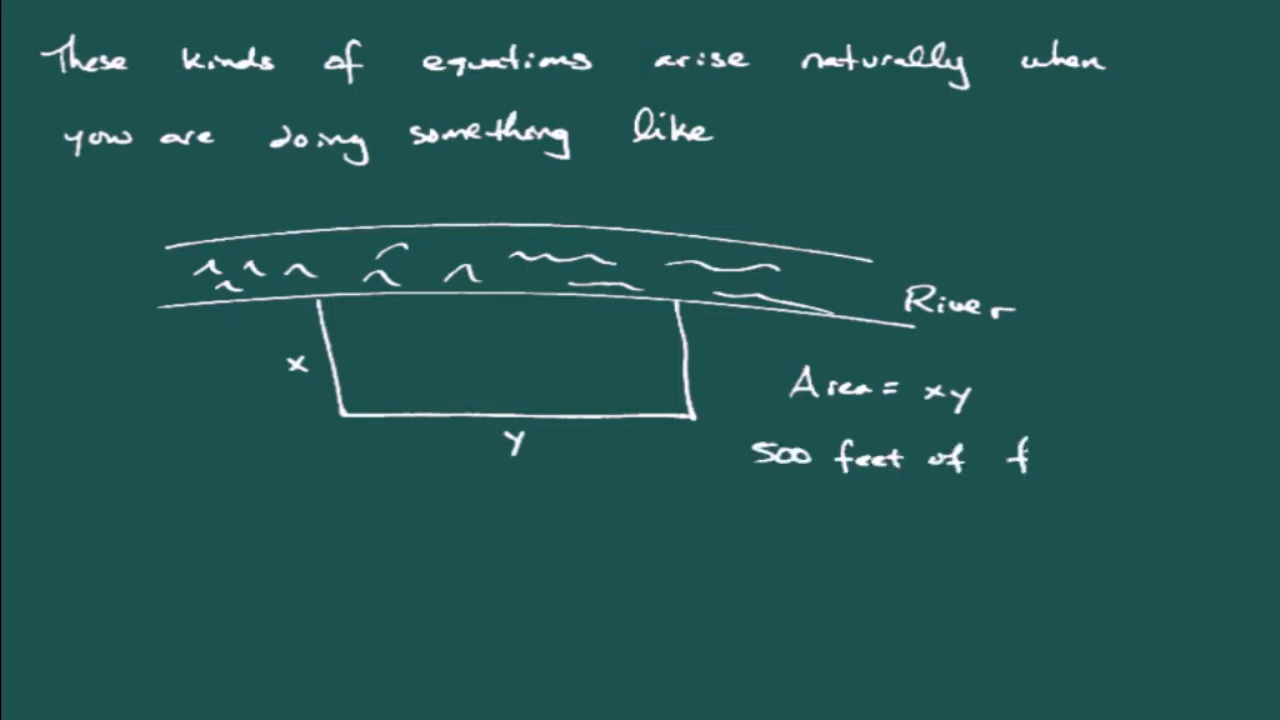 These kinds of equations arise naturally when
you are doing something like
River
x
Area = xy
y
500 feet of f